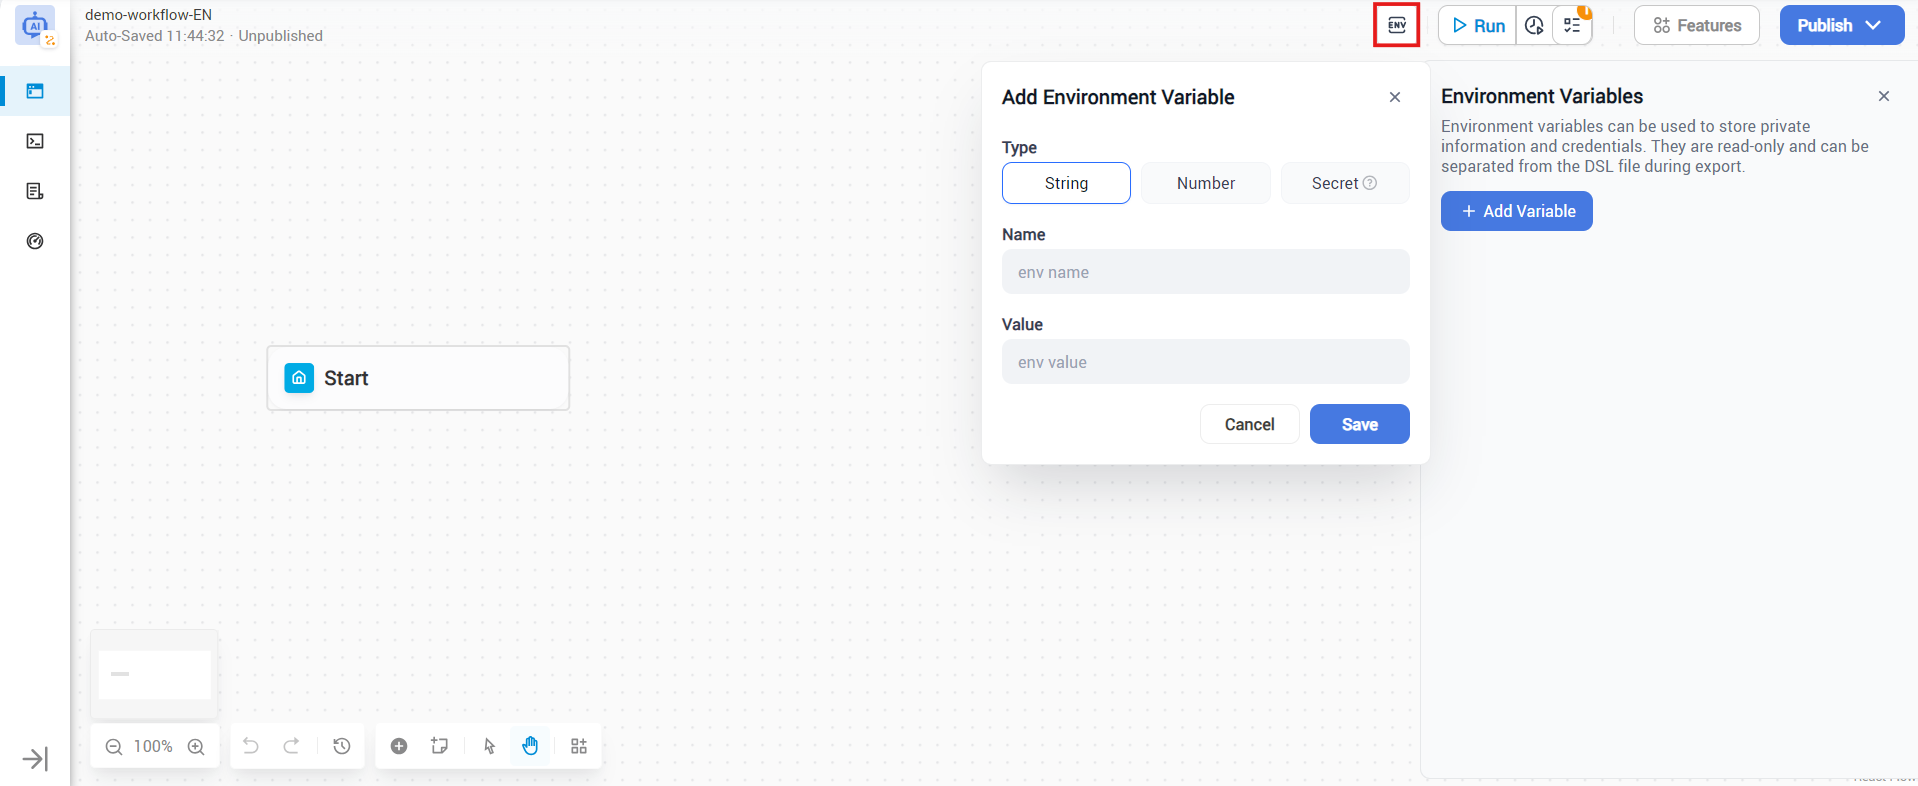 AI
demo-workflow-EN
Auto-Saved 11:44:32 · Unpublished
ENV
Run
Features
Publish
Add Environment Variable
Type
String
Number
Secret
Name
env name
Value
env value
Cancel
Save
Environment Variables
Environment variables can be used to store private
information and credentials. They are read-only and can be
separated from the DSL file during export.
+ Add Variable
Start
100%